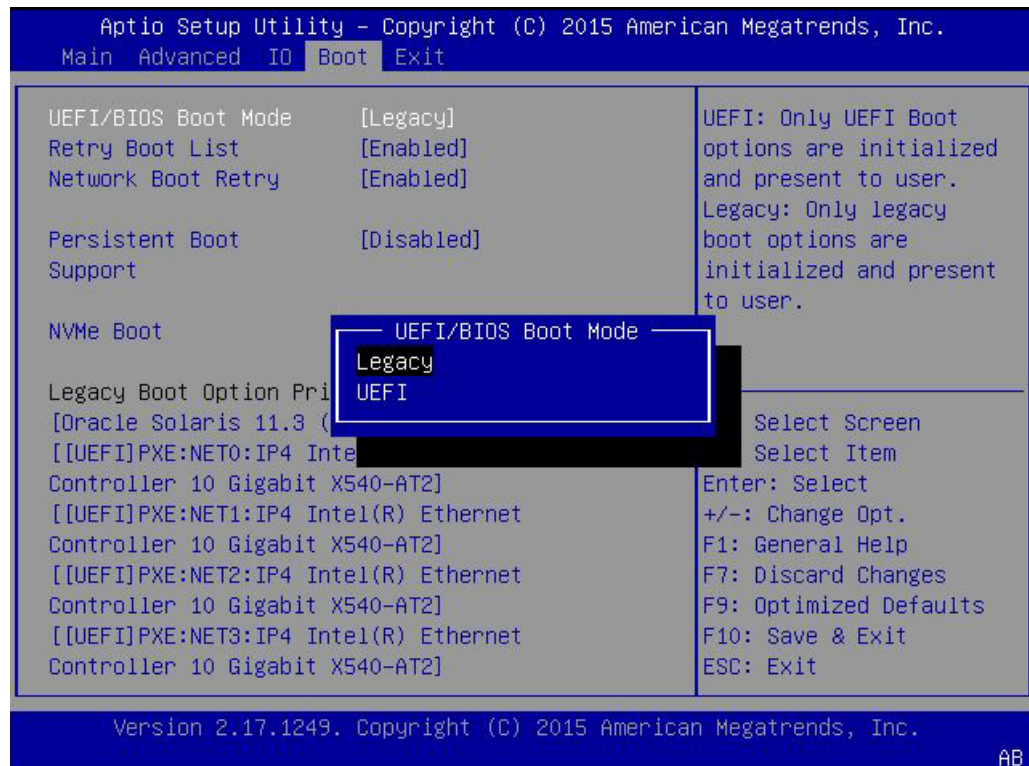 Aptio Setup Utility – Copyright (C) 2015 American Megatrends, Inc.
Main Advanced IO Boot Exit
UEFI/BIOS Boot Mode [Legacy]
Retry Boot List [Enabled]
Network Boot Retry [Enabled]
Persistent Boot [Disabled]
Support
NVMe Boot
Legacy Boot Option Pri
[Oracle Solaris 11.3 (
[[UEFI]PXE:NET0:IP4 Inte
Controller 10 Gigabit X540-AT2]
[[UEFI]PXE:NET1:IP4 Intel(R) Ethernet
Controller 10 Gigabit X540-AT2]
[[UEFI]PXE:NET2:IP4 Intel(R) Ethernet
Controller 10 Gigabit X540-AT2]
[[UEFI]PXE:NET3:IP4 Intel(R) Ethernet
Controller 10 Gigabit X540-AT2]
UEFI/BIOS Boot Mode
Legacy
UEFI
UEFI: Only UEFI Boot
options are initialized
and present to user.
Legacy: Only legacy
boot options are
initialized and present
to user.
Select Screen
Select Item
Enter: Select
+/-: Change Opt.
F1: General Help
F7: Discard Changes
F9: Optimized Defaults
F10: Save & Exit
ESC: Exit
Version 2.17.1249. Copyright (C) 2015 American Megatrends, Inc.
AB